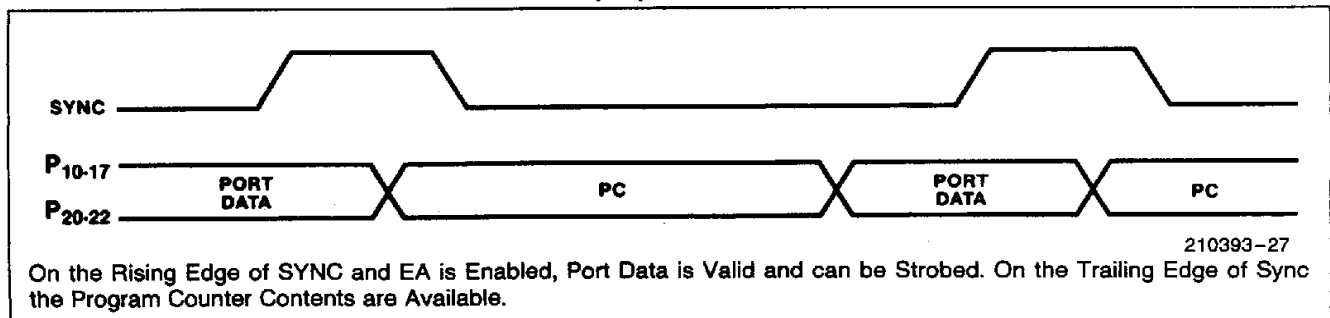 SYNC
P10-17
PORT
DATA
PC
PORT
DATA
PC
P20-22
210393-27
On the Rising Edge of SYNC and EA is Enabled, Port Data is Valid and can be Strobed. On the Trailing Edge of Sync
the Program Counter Contents are Available.